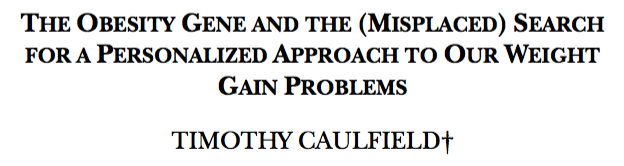 THE OBESITY GENE AND THE (MISPLACED) SEARCH
FOR A PERSONALIZED APPROACH TO OUR WEIGHT
GAIN PROBLEMS
TIMOTHY CAULFIELD†